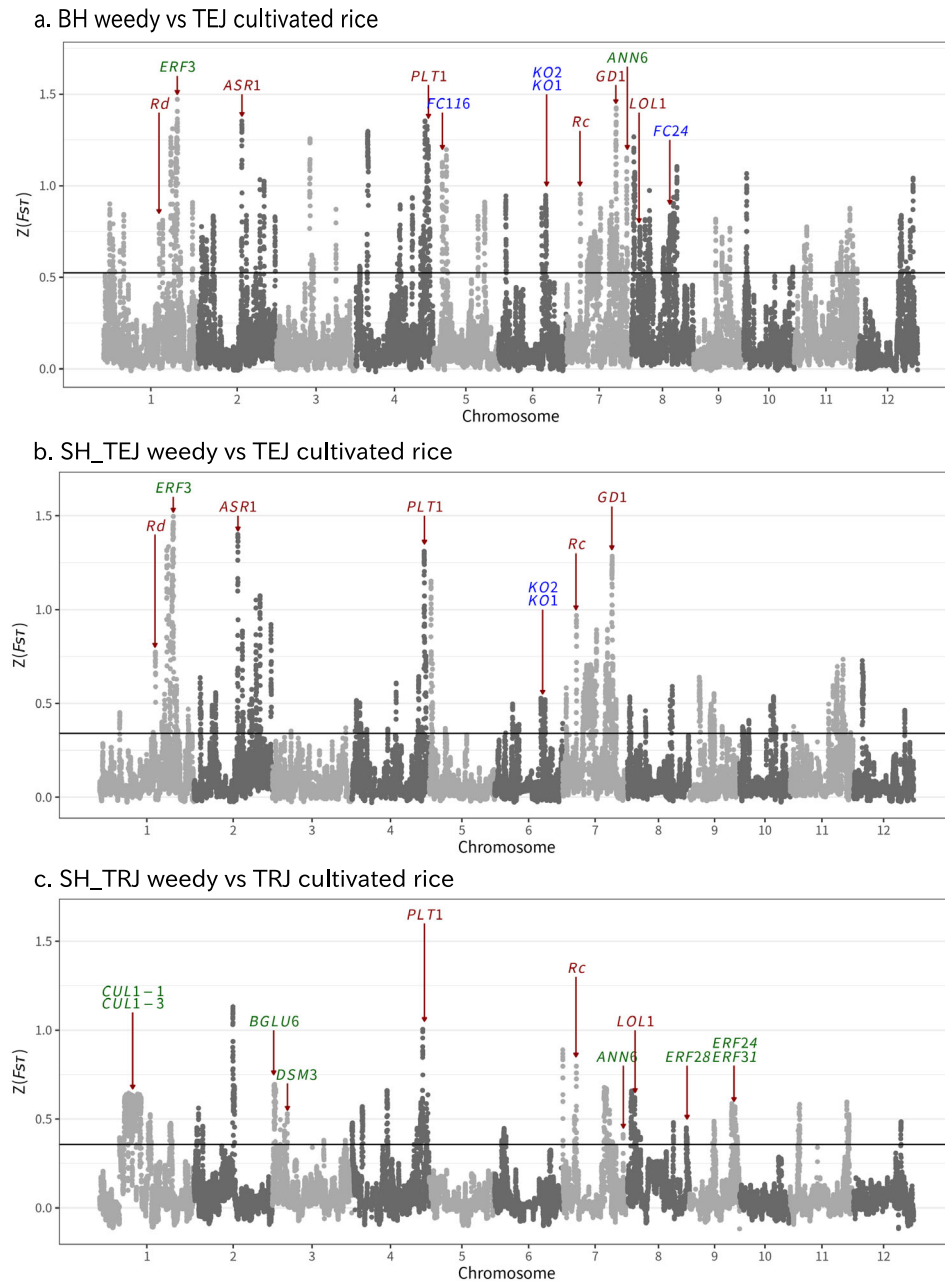 a. BH weedy vs TEJ cultivated rice
ERF3
Rd
ASR1
PLT1
FC116
KO2
KO1
Rc
GD1
ANN6
LOL1
FC24
1.5
1.0
0.5
0.0
Z(FST)
1 2 3 4 5 6 7 8 9 10 11 12
Chromosome
b. SH_TEJ weedy vs TEJ cultivated rice
ERF3
Rd
ASR1
PLT1
KO2
KO1
Rc
GD1
1.5
1.0
0.5
0.0
Z(FST)
1 2 3 4 5 6 7 8 9 10 11 12
Chromosome
c. SH_TRJ weedy vs TRJ cultivated rice
CUL1−1
CUL1−3
BGLU6
DSM3
PLT1
Rc
ANN6
LOL1
ERF28
ERF24
ERF31
1.5
1.0
0.5
0.0
Z(FST)
1 2 3 4 5 6 7 8 9 10 11 12
Chromosome